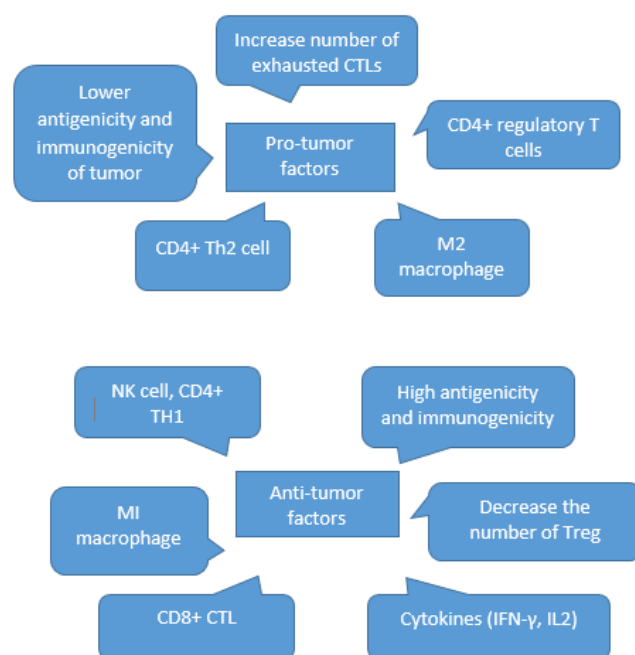 Increase number of
exhausted CTLs
Lower
antigenicity and
immunogenicity
of tumor
Pro-tumor
factors
CD4+ regulatory T
cells
CD4+ Th2 cell
M2
macrophage
NK cell, CD4+
TH1
High antigenicity
and immunogenicity
Anti-tumor
factors
MI
macrophage
Decrease the
number of Treg
CD8+ CTL
Cytokines (IFN-γ, IL2)